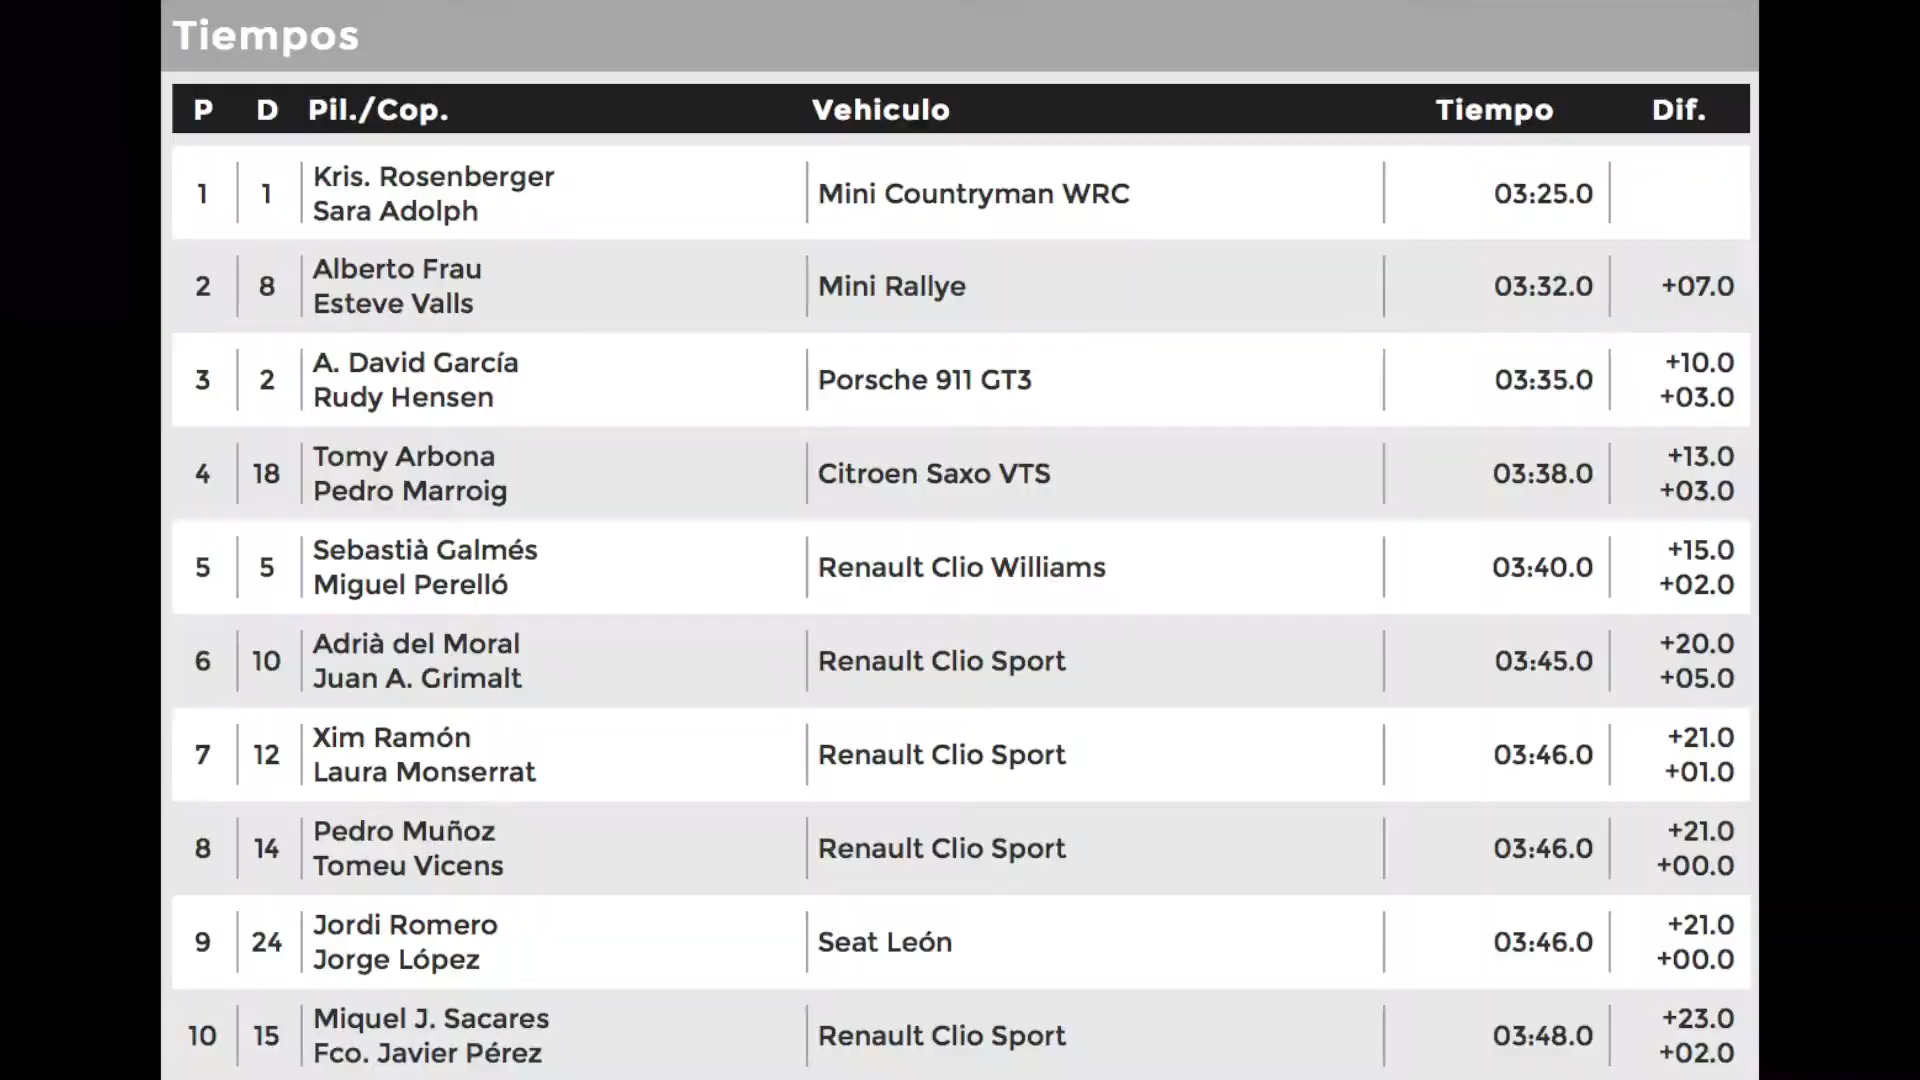 Tiempos
P D Pil./Cop. Vehiculo Tiempo Dif.
1 1 Kris. Rosenberger Mini Countryman WRC 03:25.0
Sara Adolph
2 8 Alberto Frau Mini Rallye 03:32.0 +07.0
Esteve Valls
3 2 A. David García Porsche 911 GT3 03:35.0 +10.0
Rudy Hensen +03.0
4 18 Tomy Arbona Citroen Saxo VTS 03:38.0 +13.0
Pedro Marroig +03.0
5 5 Sebastià Galmés Renault Clio Williams 03:40.0 +15.0
Miguel Perelló +02.0
6 10 Adrià del Moral Renault Clio Sport 03:45.0 +20.0
Juan A. Grimalt +05.0
7 12 Xim Ramón Renault Clio Sport 03:46.0 +21.0
Laura Monserrat +01.0
8 14 Pedro Muñoz Renault Clio Sport 03:46.0 +21.0
Tomeu Vicens +00.0
9 24 Jordi Romero Seat León 03:46.0 +21.0
Jorge López +00.0
10 15 Miquel J. Sacares Renault Clio Sport 03:48.0 +23.0
Fco. Javier Pérez +02.0